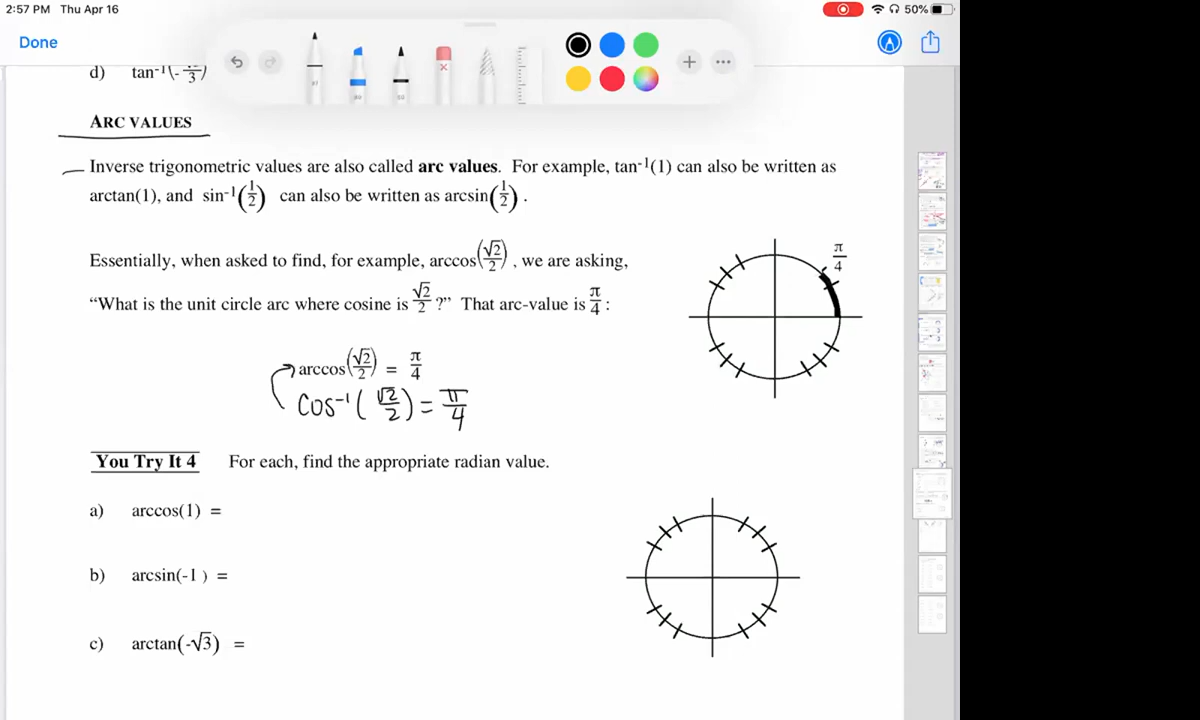 2:57 PM Thu Apr 16
50%
Done
d) tan⁻¹(-
3)
ARC VALUES
Inverse trigonometric values are also called arc values. For example, tan⁻¹(1) can also be written as
arctan(1), and sin⁻¹(1/2) can also be written as arcsin(1/2).
Essentially, when asked to find, for example, arccos(√2/2), we are asking,
“What is the unit circle arc where cosine is √2/2 ?” That arc-value is π/4 :
π/4
arccos(√2/2) = π/4
cos⁻¹(√2/2) = π/4
You Try It 4 For each, find the appropriate radian value.
a) arccos(1) =
b) arcsin(-1 ) =
c) arctan(-√3) =